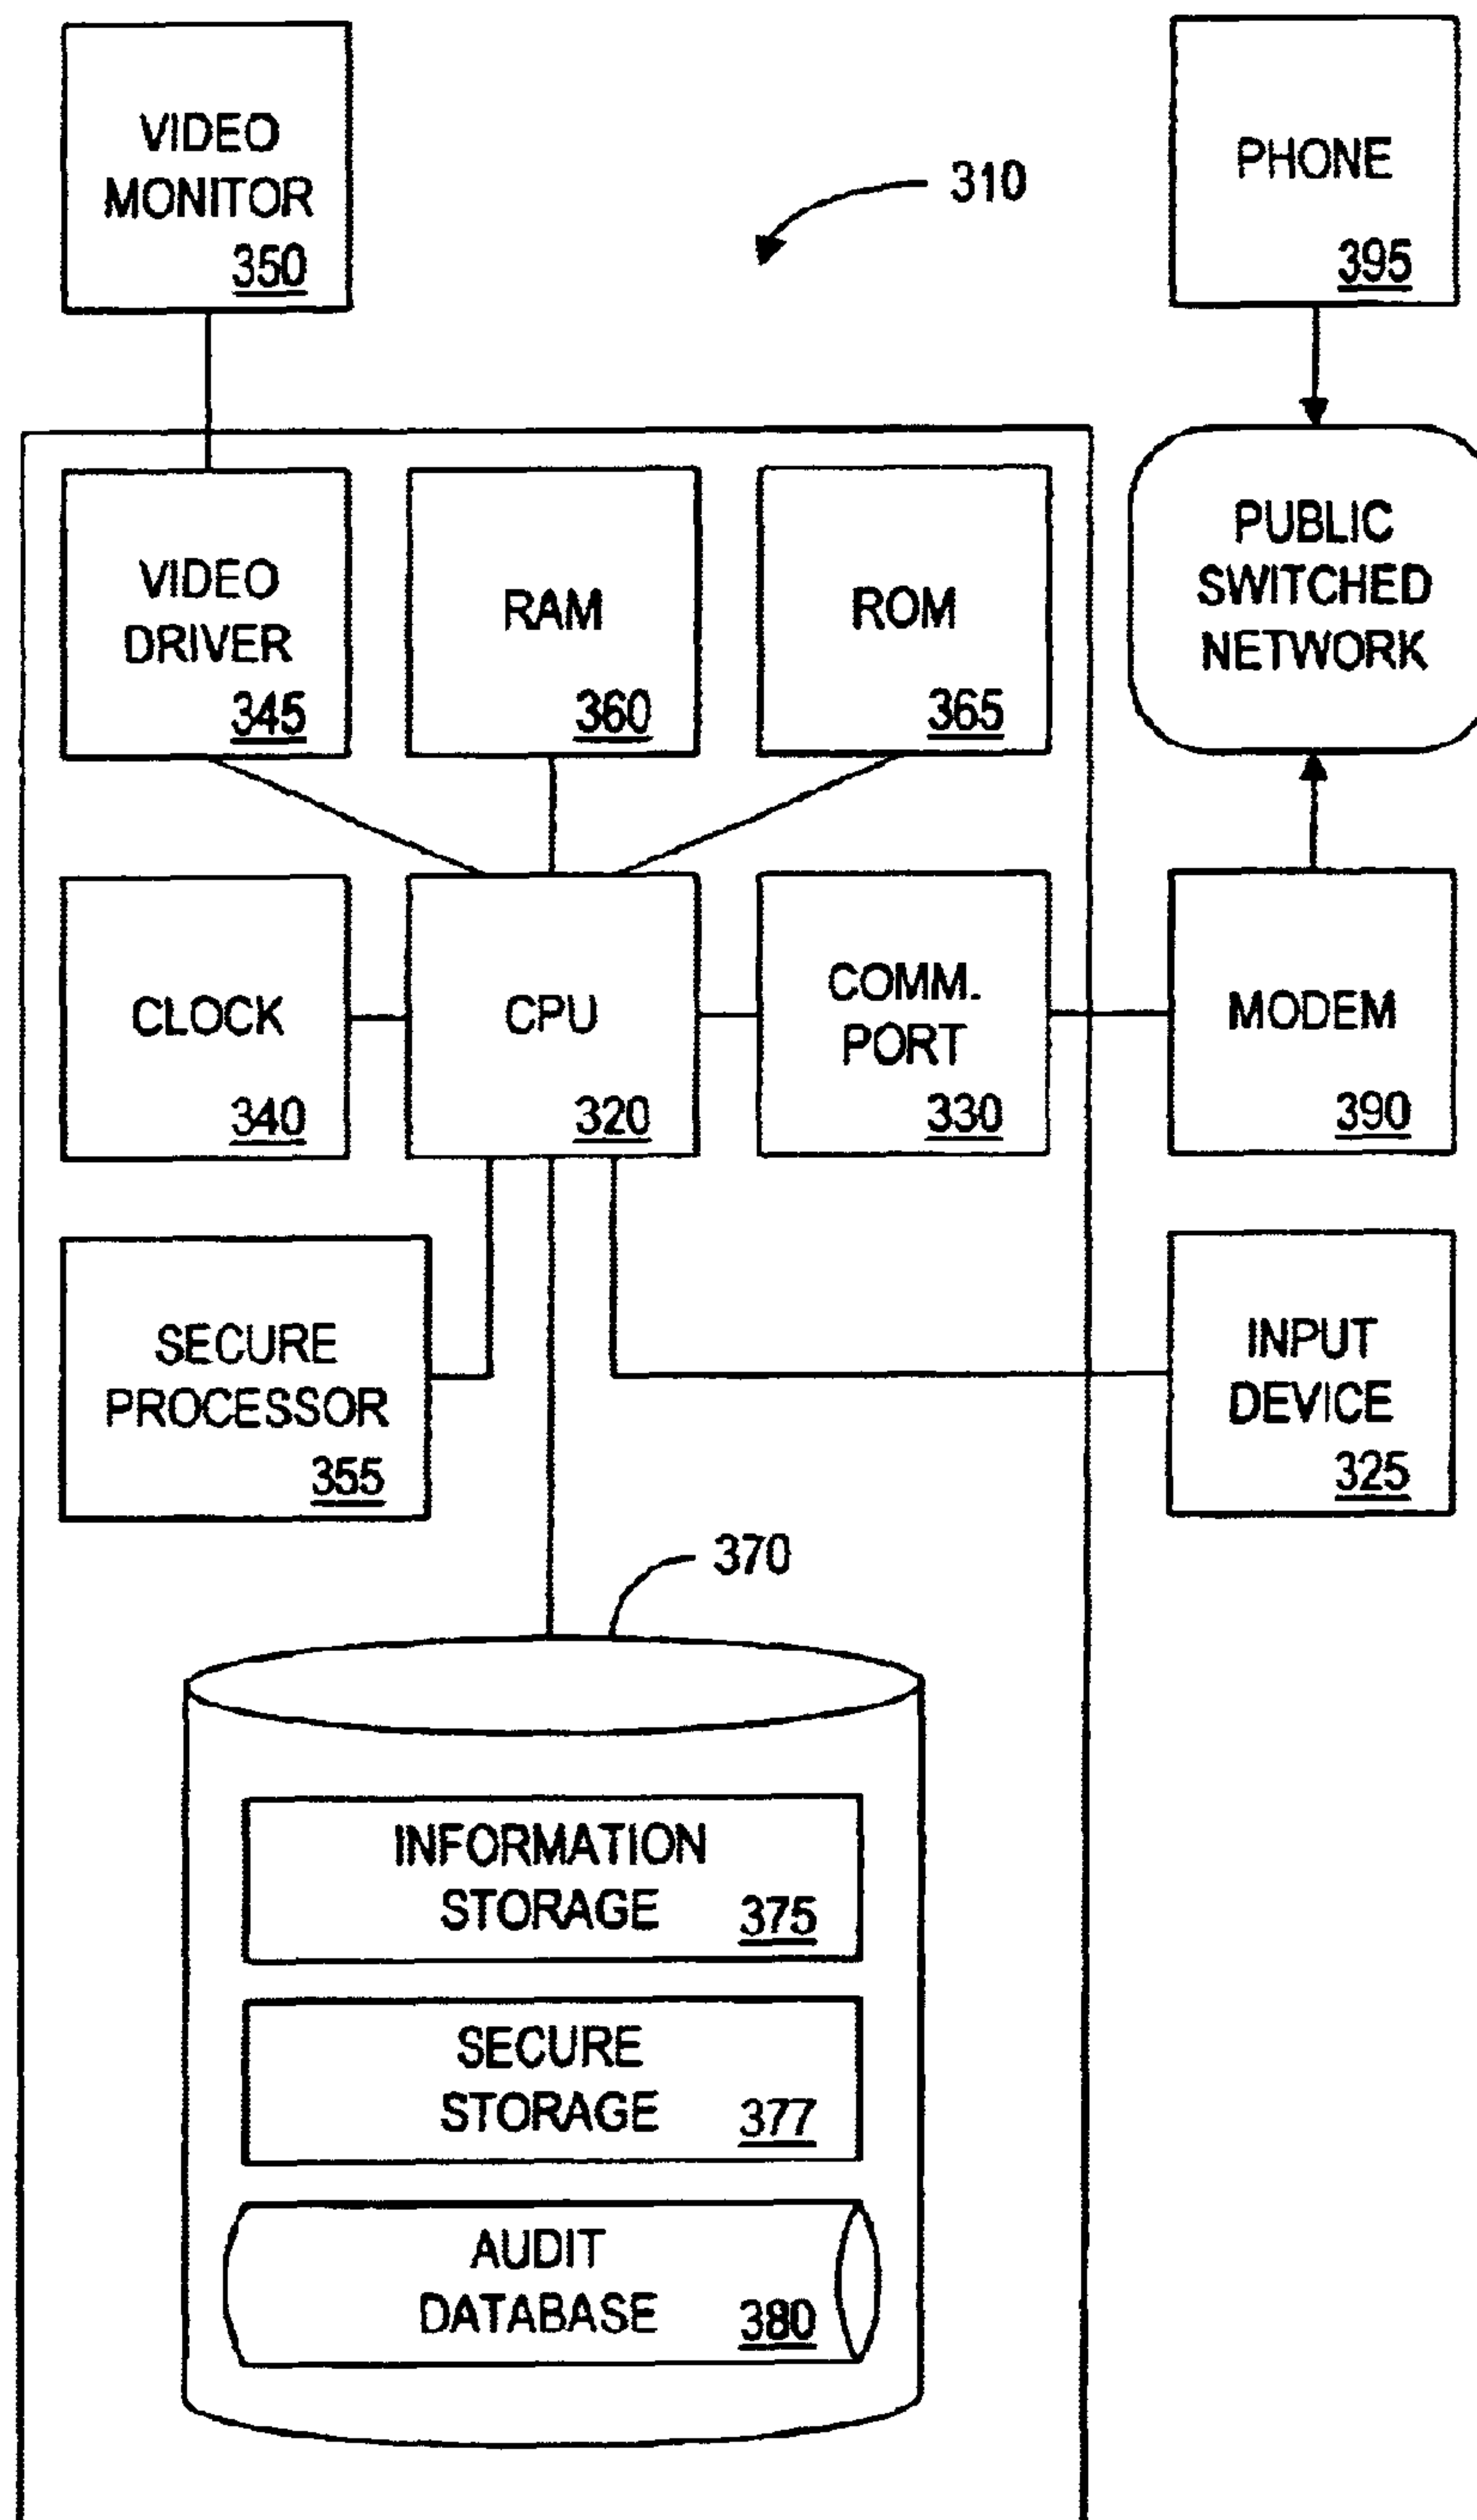 VIDEO
MONITOR
350
310
PHONE
395
VIDEO
DRIVER
345
RAM
360
ROM
365
PUBLIC
SWITCHED
NETWORK
CLOCK
340
CPU
320
COMM.
PORT
330
MODEM
390
SECURE
PROCESSOR
355
INPUT
DEVICE
325
370
INFORMATION
STORAGE 375
SECURE
STORAGE 377
AUDIT
DATABASE 380